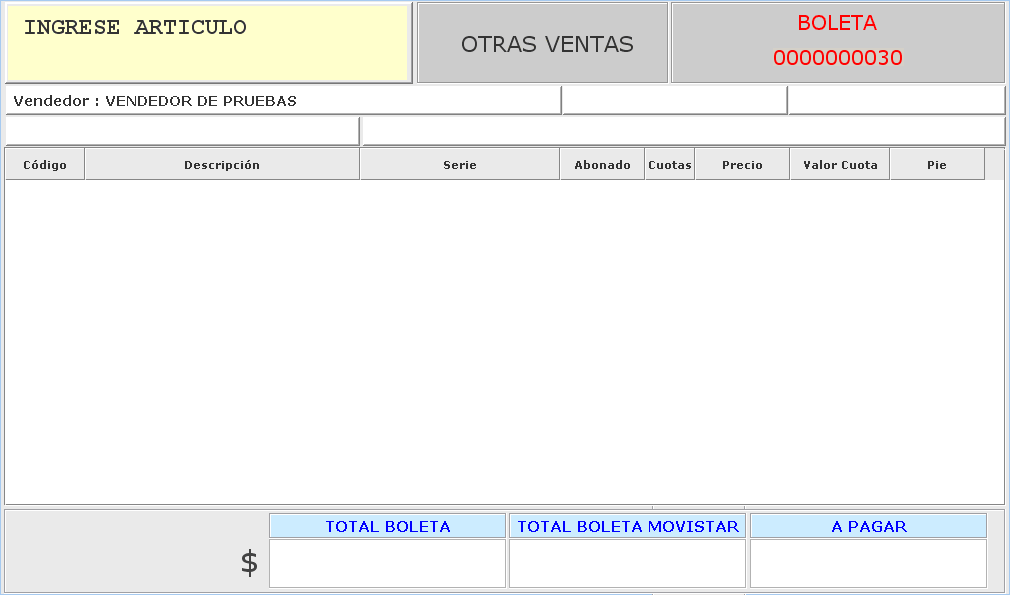 INGRESE ARTICULO
OTRAS VENTAS
BOLETA
0000000030
Vendedor : VENDEDOR DE PRUEBAS
Código Descripción Serie Abonado Cuotas Precio Valor Cuota Pie
TOTAL BOLETA TOTAL BOLETA MOVISTAR A PAGAR
$